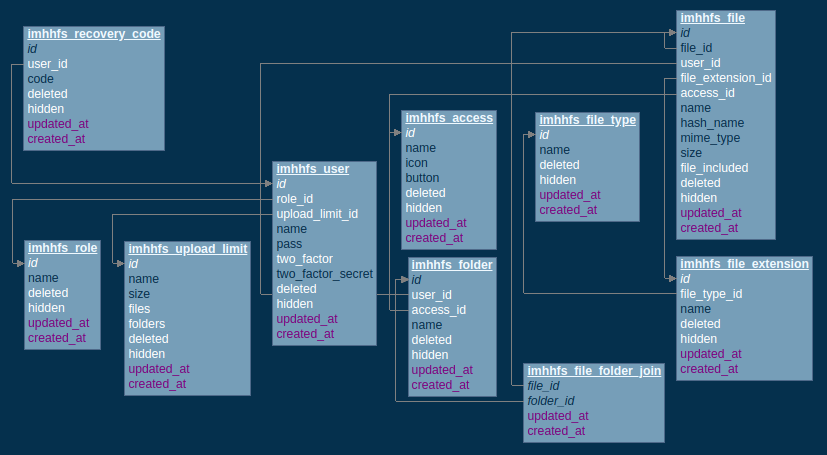 imhhfs_recovery_code
id
user_id
code
deleted
hidden
updated_at
created_at
imhhfs_role
id
name
deleted
hidden
updated_at
created_at
imhhfs_upload_limit
id
name
size
files
folders
deleted
hidden
updated_at
created_at
imhhfs_user
id
role_id
upload_limit_id
name
pass
two_factor
two_factor_secret
deleted
hidden
updated_at
created_at
imhhfs_access
id
name
icon
button
deleted
hidden
updated_at
created_at
imhhfs_folder
id
user_id
access_id
name
deleted
hidden
updated_at
created_at
imhhfs_file_type
id
name
deleted
hidden
updated_at
created_at
imhhfs_file_folder_join
file_id
folder_id
updated_at
created_at
imhhfs_file
id
file_id
user_id
file_extension_id
access_id
name
hash_name
mime_type
size
file_included
deleted
hidden
updated_at
created_at
imhhfs_file_extension
id
file_type_id
name
deleted
hidden
updated_at
created_at